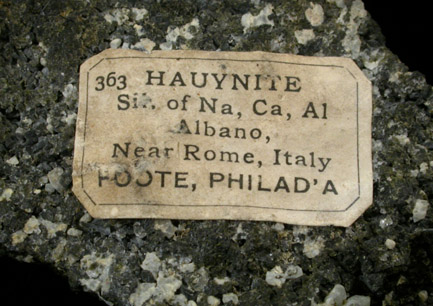 363 HAUYNITE
Sil. of Na, Ca, Al
Albano,
Near Rome, Italy
FOOTE, PHILAD'A